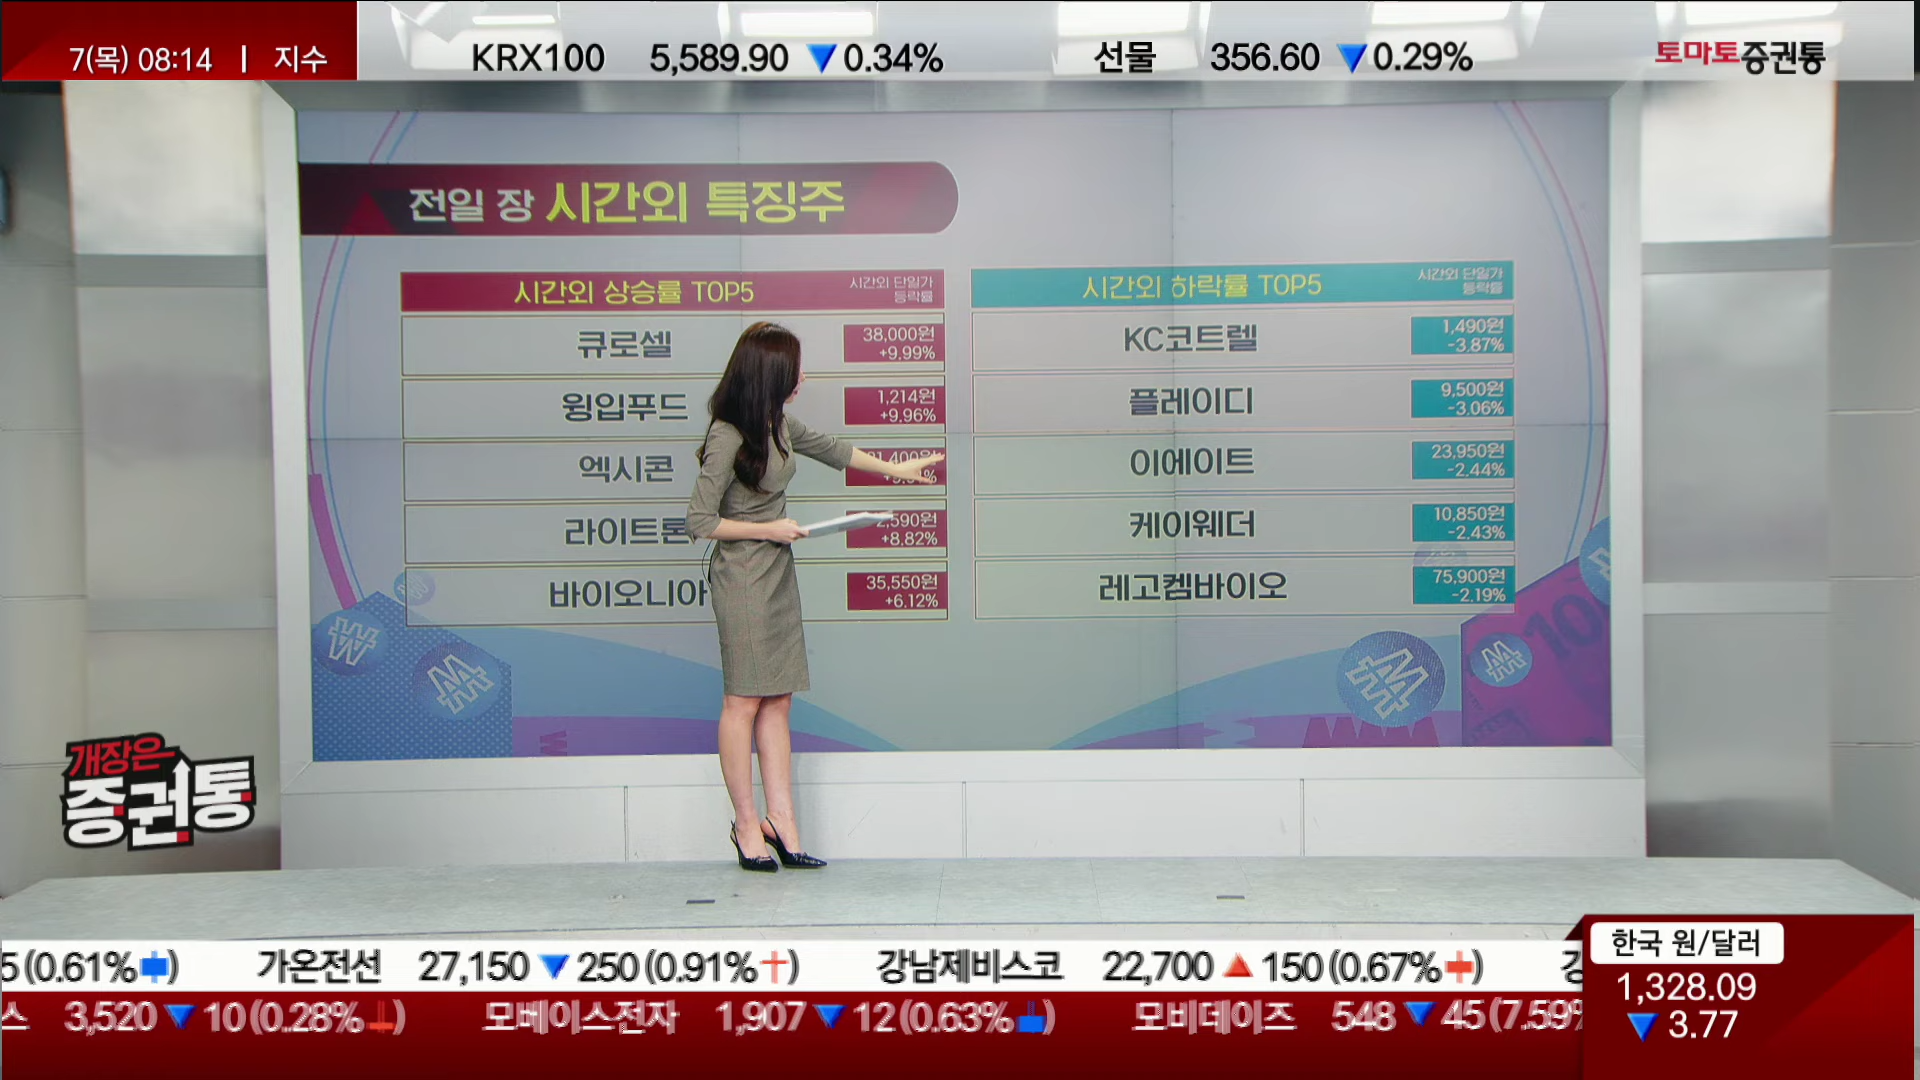 7(목) 08:14 | 지수
KRX100 5,589.90 ▼0.34% 선물 356.60 ▼0.29%
토마토증권통
전일 장 시간외 특징주
시간외 상승률 TOP5 시간외 단일가 등락률
큐로셀 38,000원 +9.99%
윙입푸드 1,214원 +9.96%
엑시콘
라이트론 +8.82%
바이오니아 35,550원 +6.12%
시간외 하락률 TOP5 시간외 단일가 등락률
KC코트렐 1,490원 -3.87%
플레이디 9,500원 -3.06%
이에이트 23,950원 -2.44%
케이웨더 10,850원 -2.43%
레고켐바이오 75,900원 -2.19%
개장은
증권통
5(0.61%) 가온전선 27,150 ▼250(0.91%) 강남제비스코 22,700 ▲150(0.67%)
스 3,520 ▼10(0.28%) 모베이스전자 1,907 ▼12(0.63%) 모비데이즈 548 ▼45(7.59%
한국 원/달러
1,328.09
▼ 3.77